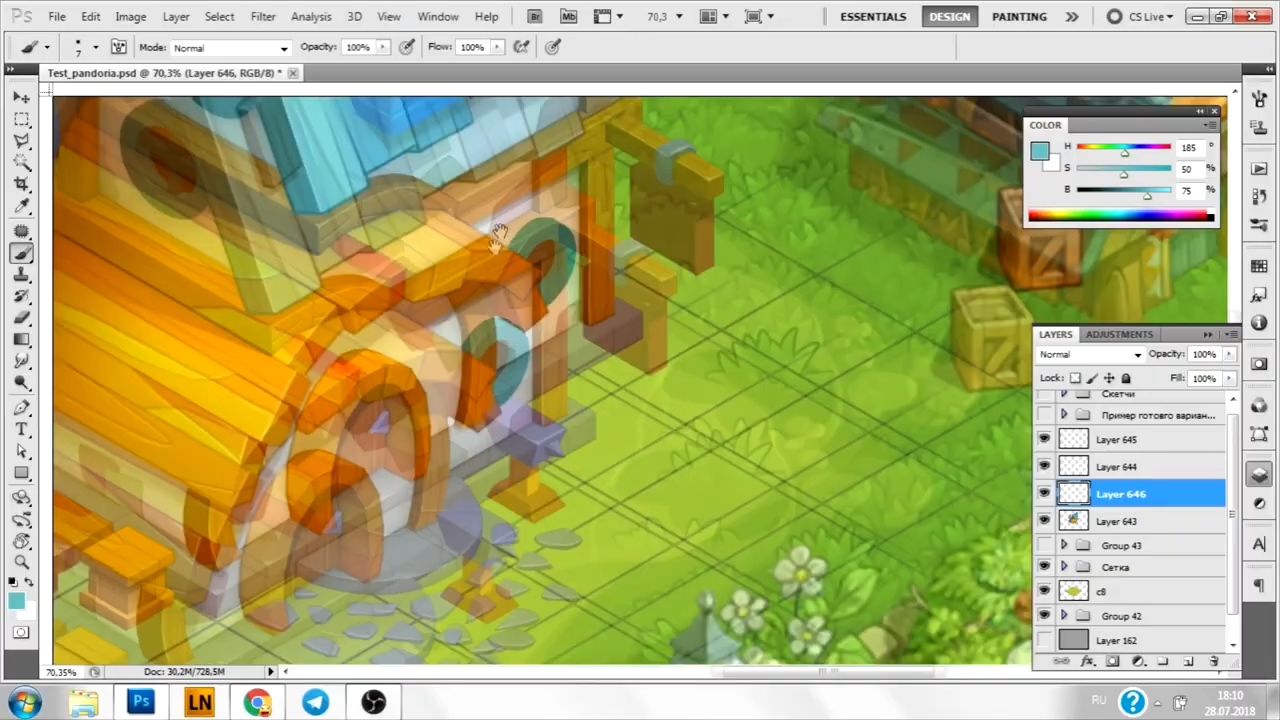 Ps File Edit Image Layer Select Filter Analysis 3D View Window Help Br Mb 70,3 ESSENTIALS DESIGN PAINTING CS Live
7 Mode: Normal Opacity: 100% Flow: 100%
Test_pandoria.psd @ 70,3% (Layer 646, RGB/8) *
COLOR
H 185 °
S 50 %
B 75 %
LAYERS ADJUSTMENTS
Normal Opacity: 100%
Lock: Fill: 100%
Скетчи
Пример готово вариан...
Layer 645
Layer 644
Layer 646
Layer 643
Group 43
Сетка
c8
Group 42
Layer 162
fx
70,35% Doc: 30,2M/728,5M
Ps LN RU 18:10
28.07.2018